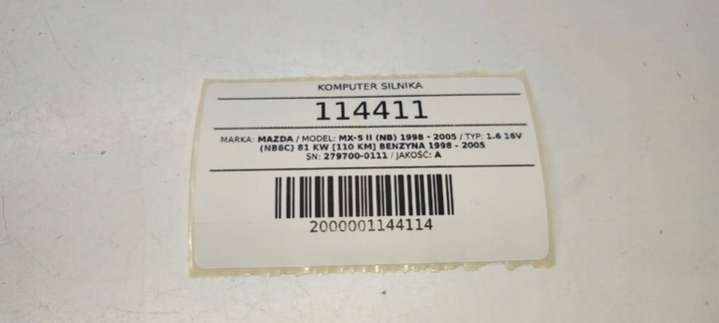 KOMPUTER SILNIKA
114411
MARKA: MAZDA / MODEL: MX-5 II (NB) 1998 - 2005 / TYP: 1.6 16V
(NB6C) 81 KW [110 KM] BENZYNA 1998 - 2005
SN: 279700-0111 / JAKOŚĆ: A
2000001144114